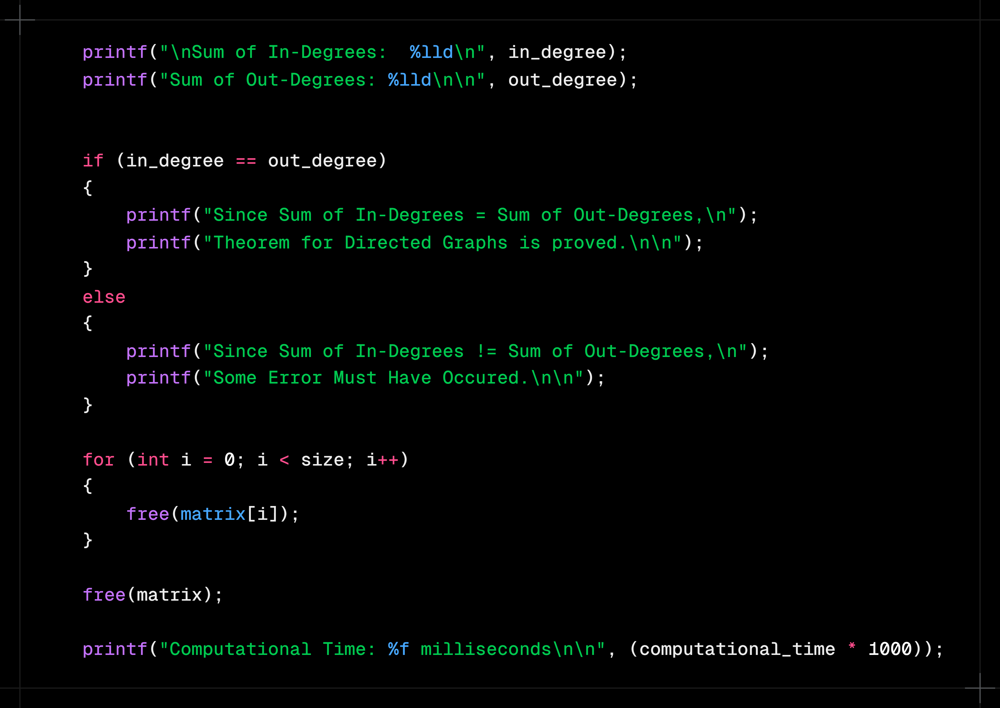 printf("\nSum of In-Degrees:  %lld\n", in_degree);
printf("Sum of Out-Degrees: %lld\n\n", out_degree);
if (in_degree == out_degree)
{
    printf("Since Sum of In-Degrees = Sum of Out-Degrees,\n");
    printf("Theorem for Directed Graphs is proved.\n\n");
}
else
{
    printf("Since Sum of In-Degrees != Sum of Out-Degrees,\n");
    printf("Some Error Must Have Occured.\n\n");
}
for (int i = 0; i < size; i++)
{
    free(matrix[i]);
}
free(matrix);
printf("Computational Time: %f milliseconds\n\n", (computational_time * 1000));